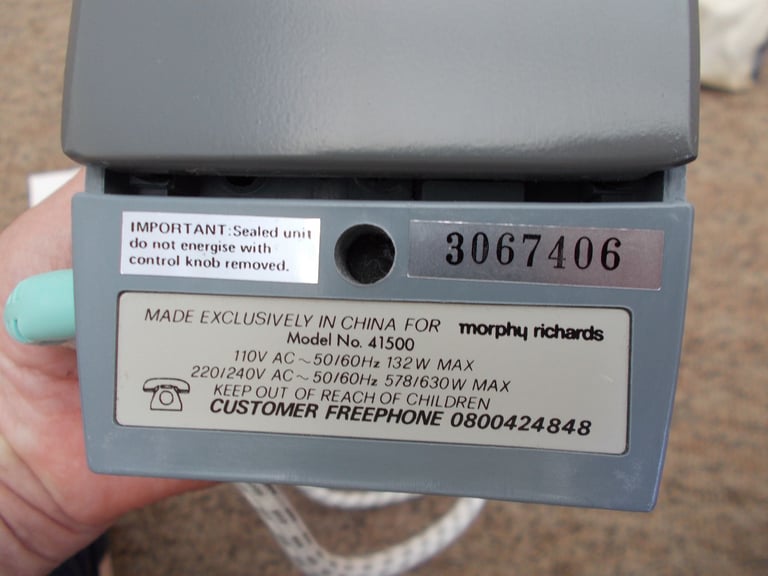 IMPORTANT:Sealed unit
do not energise with
control knob removed.
3067406
MADE EXCLUSIVELY IN CHINA FOR morphy richards
Model No. 41500
110V AC ~ 50/60Hz 132W MAX
220/240V AC ~ 50/60Hz 578/630W MAX
KEEP OUT OF REACH OF CHILDREN
CUSTOMER FREEPHONE 0800424848